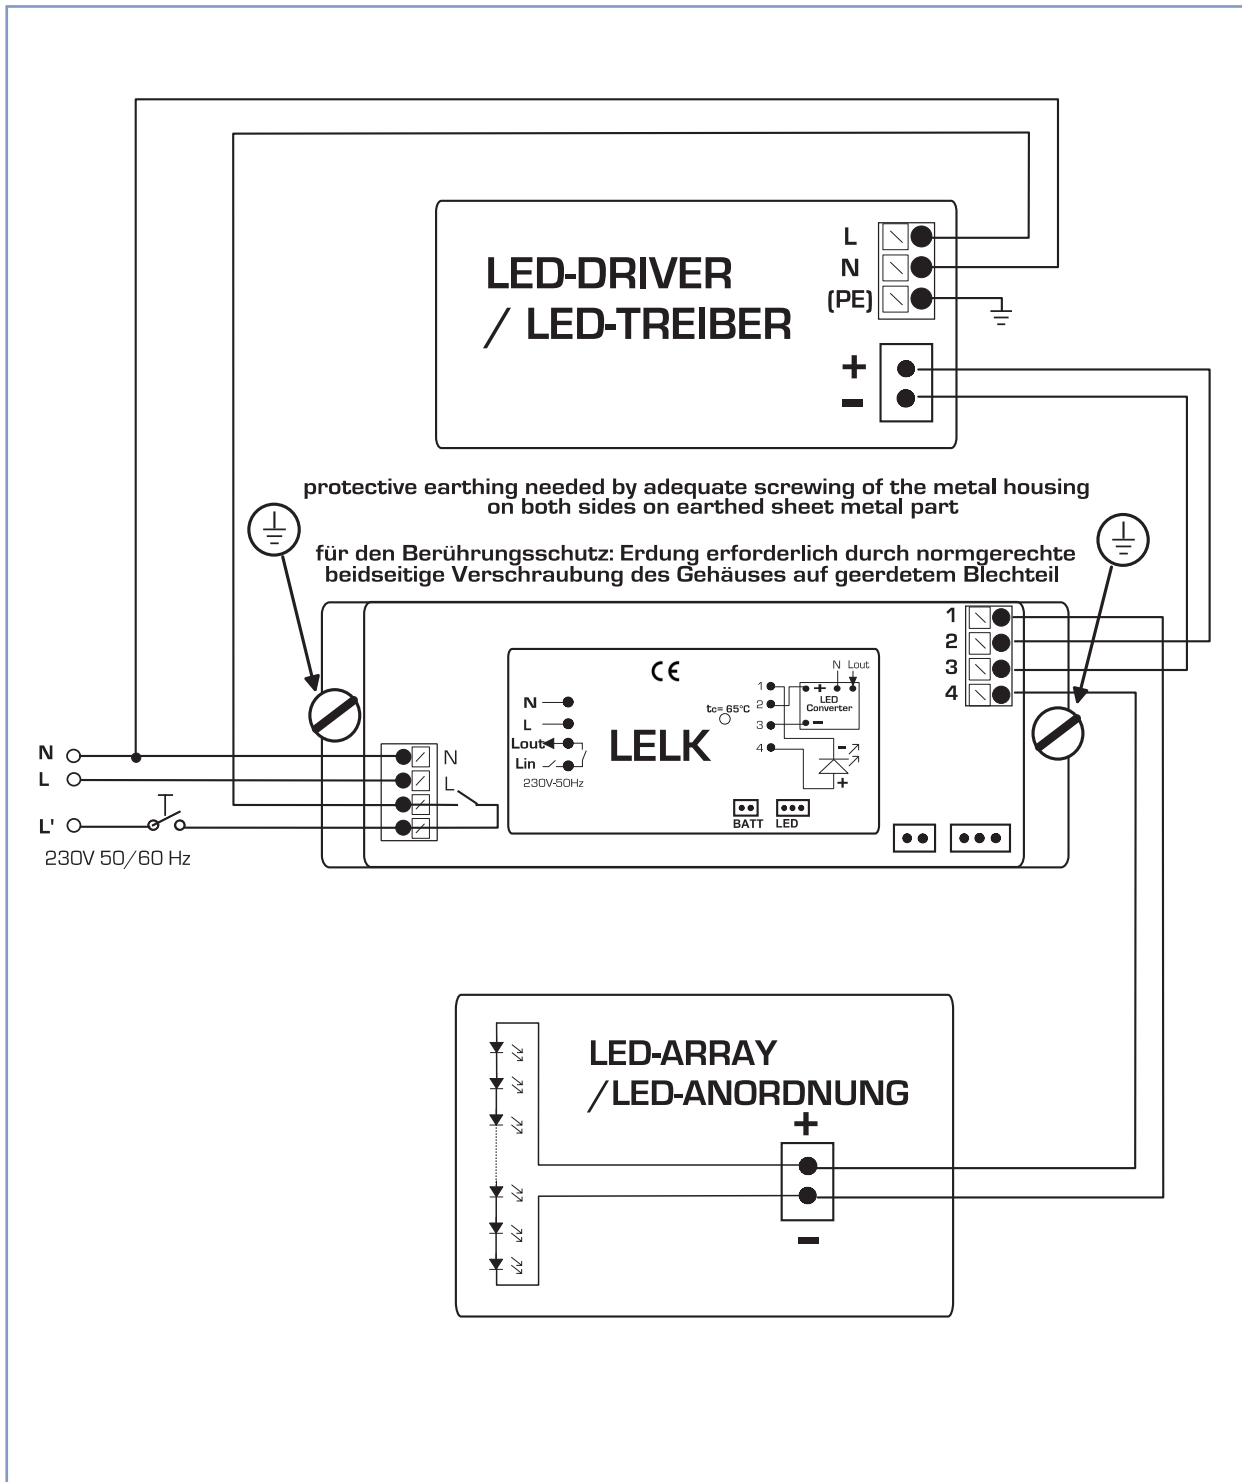 LED-DRIVER
/ LED-TREIBER
L
N
(PE)
+
-
protective earthing needed by adequate screwing of the metal housing
on both sides on earthed sheet metal part
für den Berührungsschutz: Erdung erforderlich durch normgerechte
beidseitige Verschraubung des Gehäuses auf geerdetem Blechteil
1
2
3
4
N
L
L'
230V 50/60 Hz
N
L
CE
N
L
Lout
Lin
230V-50Hz
LELK
tc= 65°C
1
2
3
4
N Lout
+
LED
Converter
-
-
+
BATT LED
LED-ARRAY
/LED-ANORDNUNG
+
-